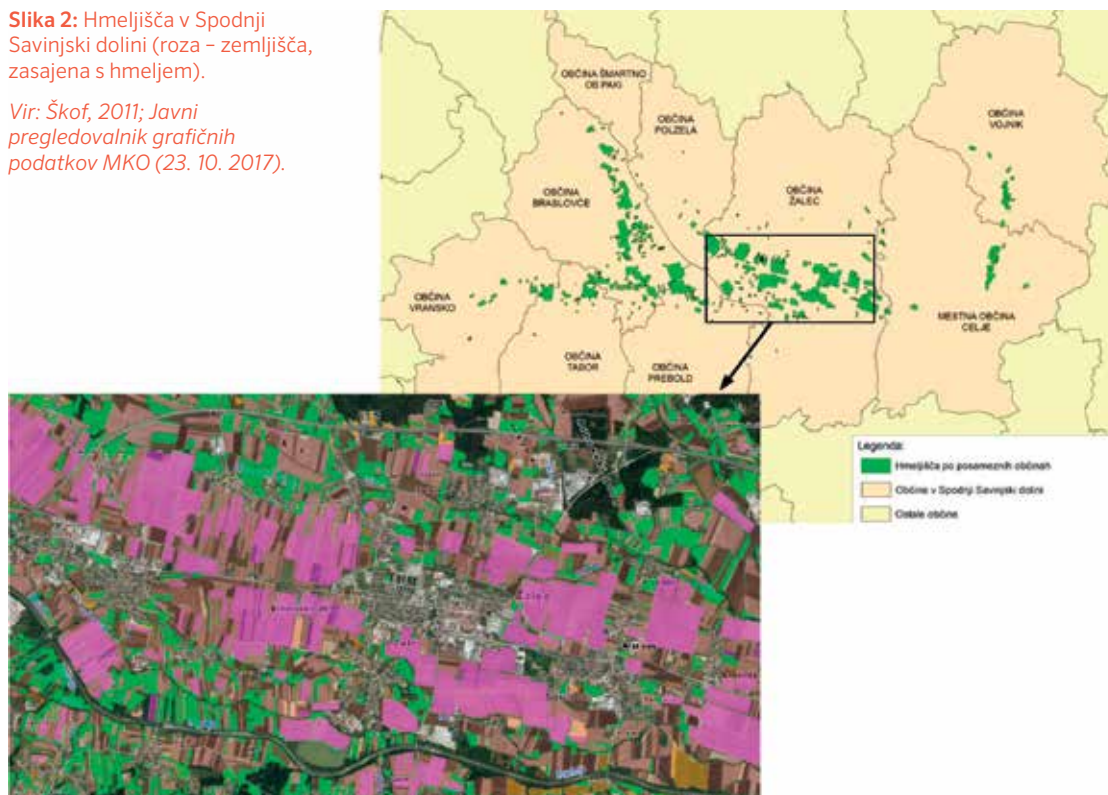 Slika 2: Hmeljišča v Spodnji
Savinjski dolini (roza – zemljišča,
zasajena s hmeljem).
Vir: Škof, 2011; Javni
pregledovalnik grafičnih
podatkov MKO (23. 10. 2017).
OBČINA ŠMARTNO
OB PAKI
OBČINA
POLZELA
OBČINA
VOJNIK
OBČINA
BRASLOVČE
OBČINA
ŽALEC
OBČINA
VRANSKO
MESTNA OBČINA
CELJE
OBČINA
TABOR
OBČINA
PREBOLD
Legenda:
Hmeljišča po posameznih občinah
Občine v Spodnji Savinjski dolini
Ostale občine